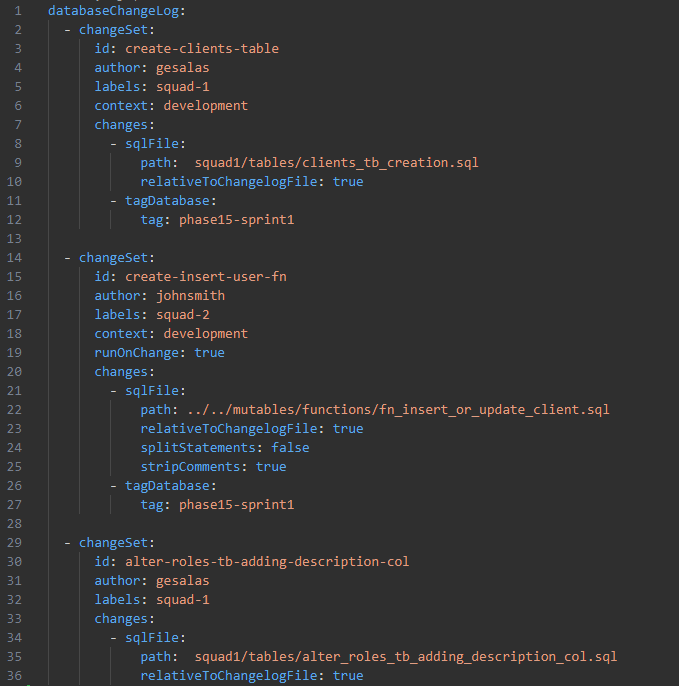 1 databaseChangeLog:
2 - changeSet:
3 id: create-clients-table
4 author: gesalas
5 labels: squad-1
6 context: development
7 changes:
8 - sqlFile:
9 path:  squad1/tables/clients_tb_creation.sql
10 relativeToChangelogFile: true
11 - tagDatabase:
12 tag: phase15-sprint1
13
14 - changeSet:
15 id: create-insert-user-fn
16 author: johnsmith
17 labels: squad-2
18 context: development
19 runOnChange: true
20 changes:
21 - sqlFile:
22 path: ../../mutables/functions/fn_insert_or_update_client.sql
23 relativeToChangelogFile: true
24 splitStatements: false
25 stripComments: true
26 - tagDatabase:
27 tag: phase15-sprint1
28
29 - changeSet:
30 id: alter-roles-tb-adding-description-col
31 author: gesalas
32 labels: squad-1
33 changes:
34 - sqlFile:
35 path:  squad1/tables/alter_roles_tb_adding_description_col.sql
36 relativeToChangelogFile: true